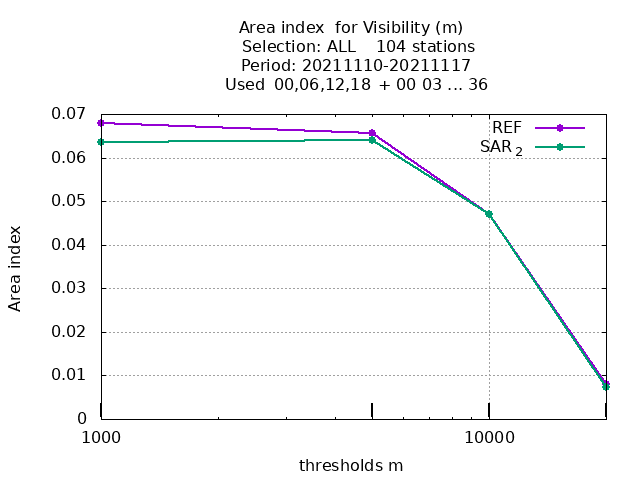 Area index  for Visibility (m)
Selection: ALL    104 stations
Period: 20211110-20211117
Used  00,06,12,18 + 00 03 ... 36
0.07
REF
SAR 2
0.06
0.05
0.04
Area index
0.03
0.02
0.01
0
1000
10000
thresholds m